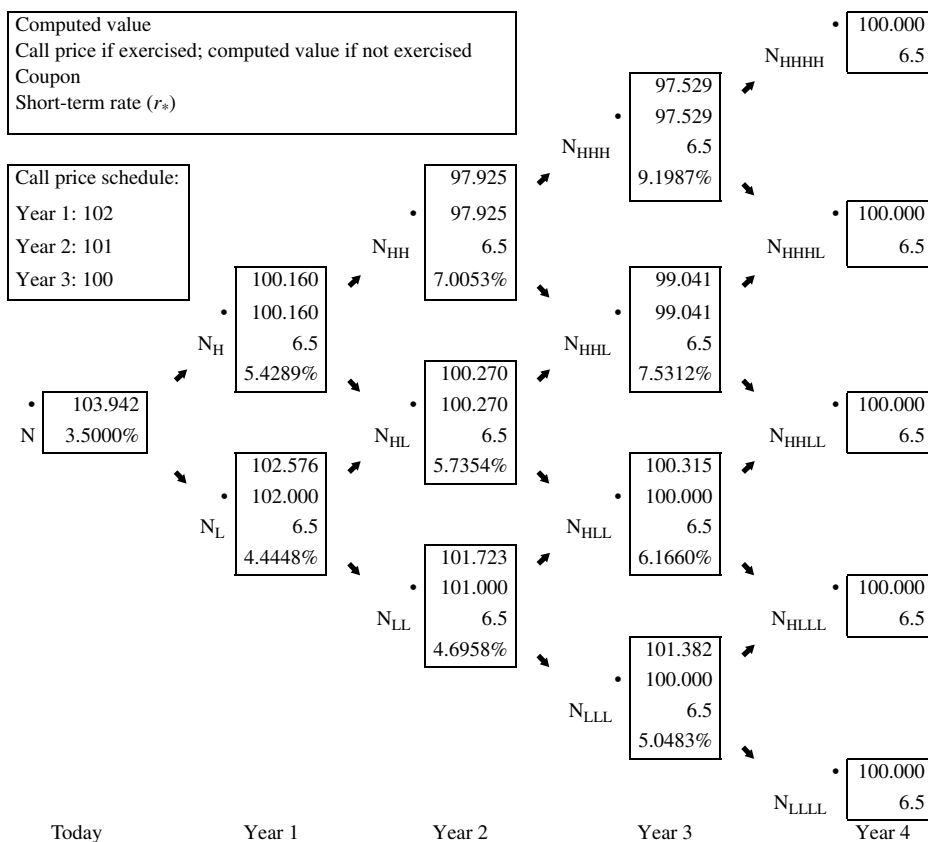 Computed value
Call price if exercised; computed value if not exercised
Coupon
Short-term rate (r*)
Call price schedule:
Year 1: 102
Year 2: 101
Year 3: 100
• 103.942
N 3.5000%
100.160
• 100.160
N_H 6.5
5.4289%
102.576
• 102.000
N_L 6.5
4.4448%
97.925
• 97.925
N_HH 6.5
7.0053%
100.270
• 100.270
N_HL 6.5
5.7354%
101.723
• 101.000
N_LL 6.5
4.6958%
97.529
• 97.529
N_HHH 6.5
9.1987%
99.041
• 99.041
N_HHL 6.5
7.5312%
100.315
• 100.000
N_HLL 6.5
6.1660%
101.382
• 100.000
N_LLL 6.5
5.0483%
• 100.000
N_HHHH 6.5
• 100.000
N_HHHL 6.5
• 100.000
N_HHLL 6.5
• 100.000
N_HLLL 6.5
• 100.000
N_LLLL 6.5
Today Year 1 Year 2 Year 3 Year 4